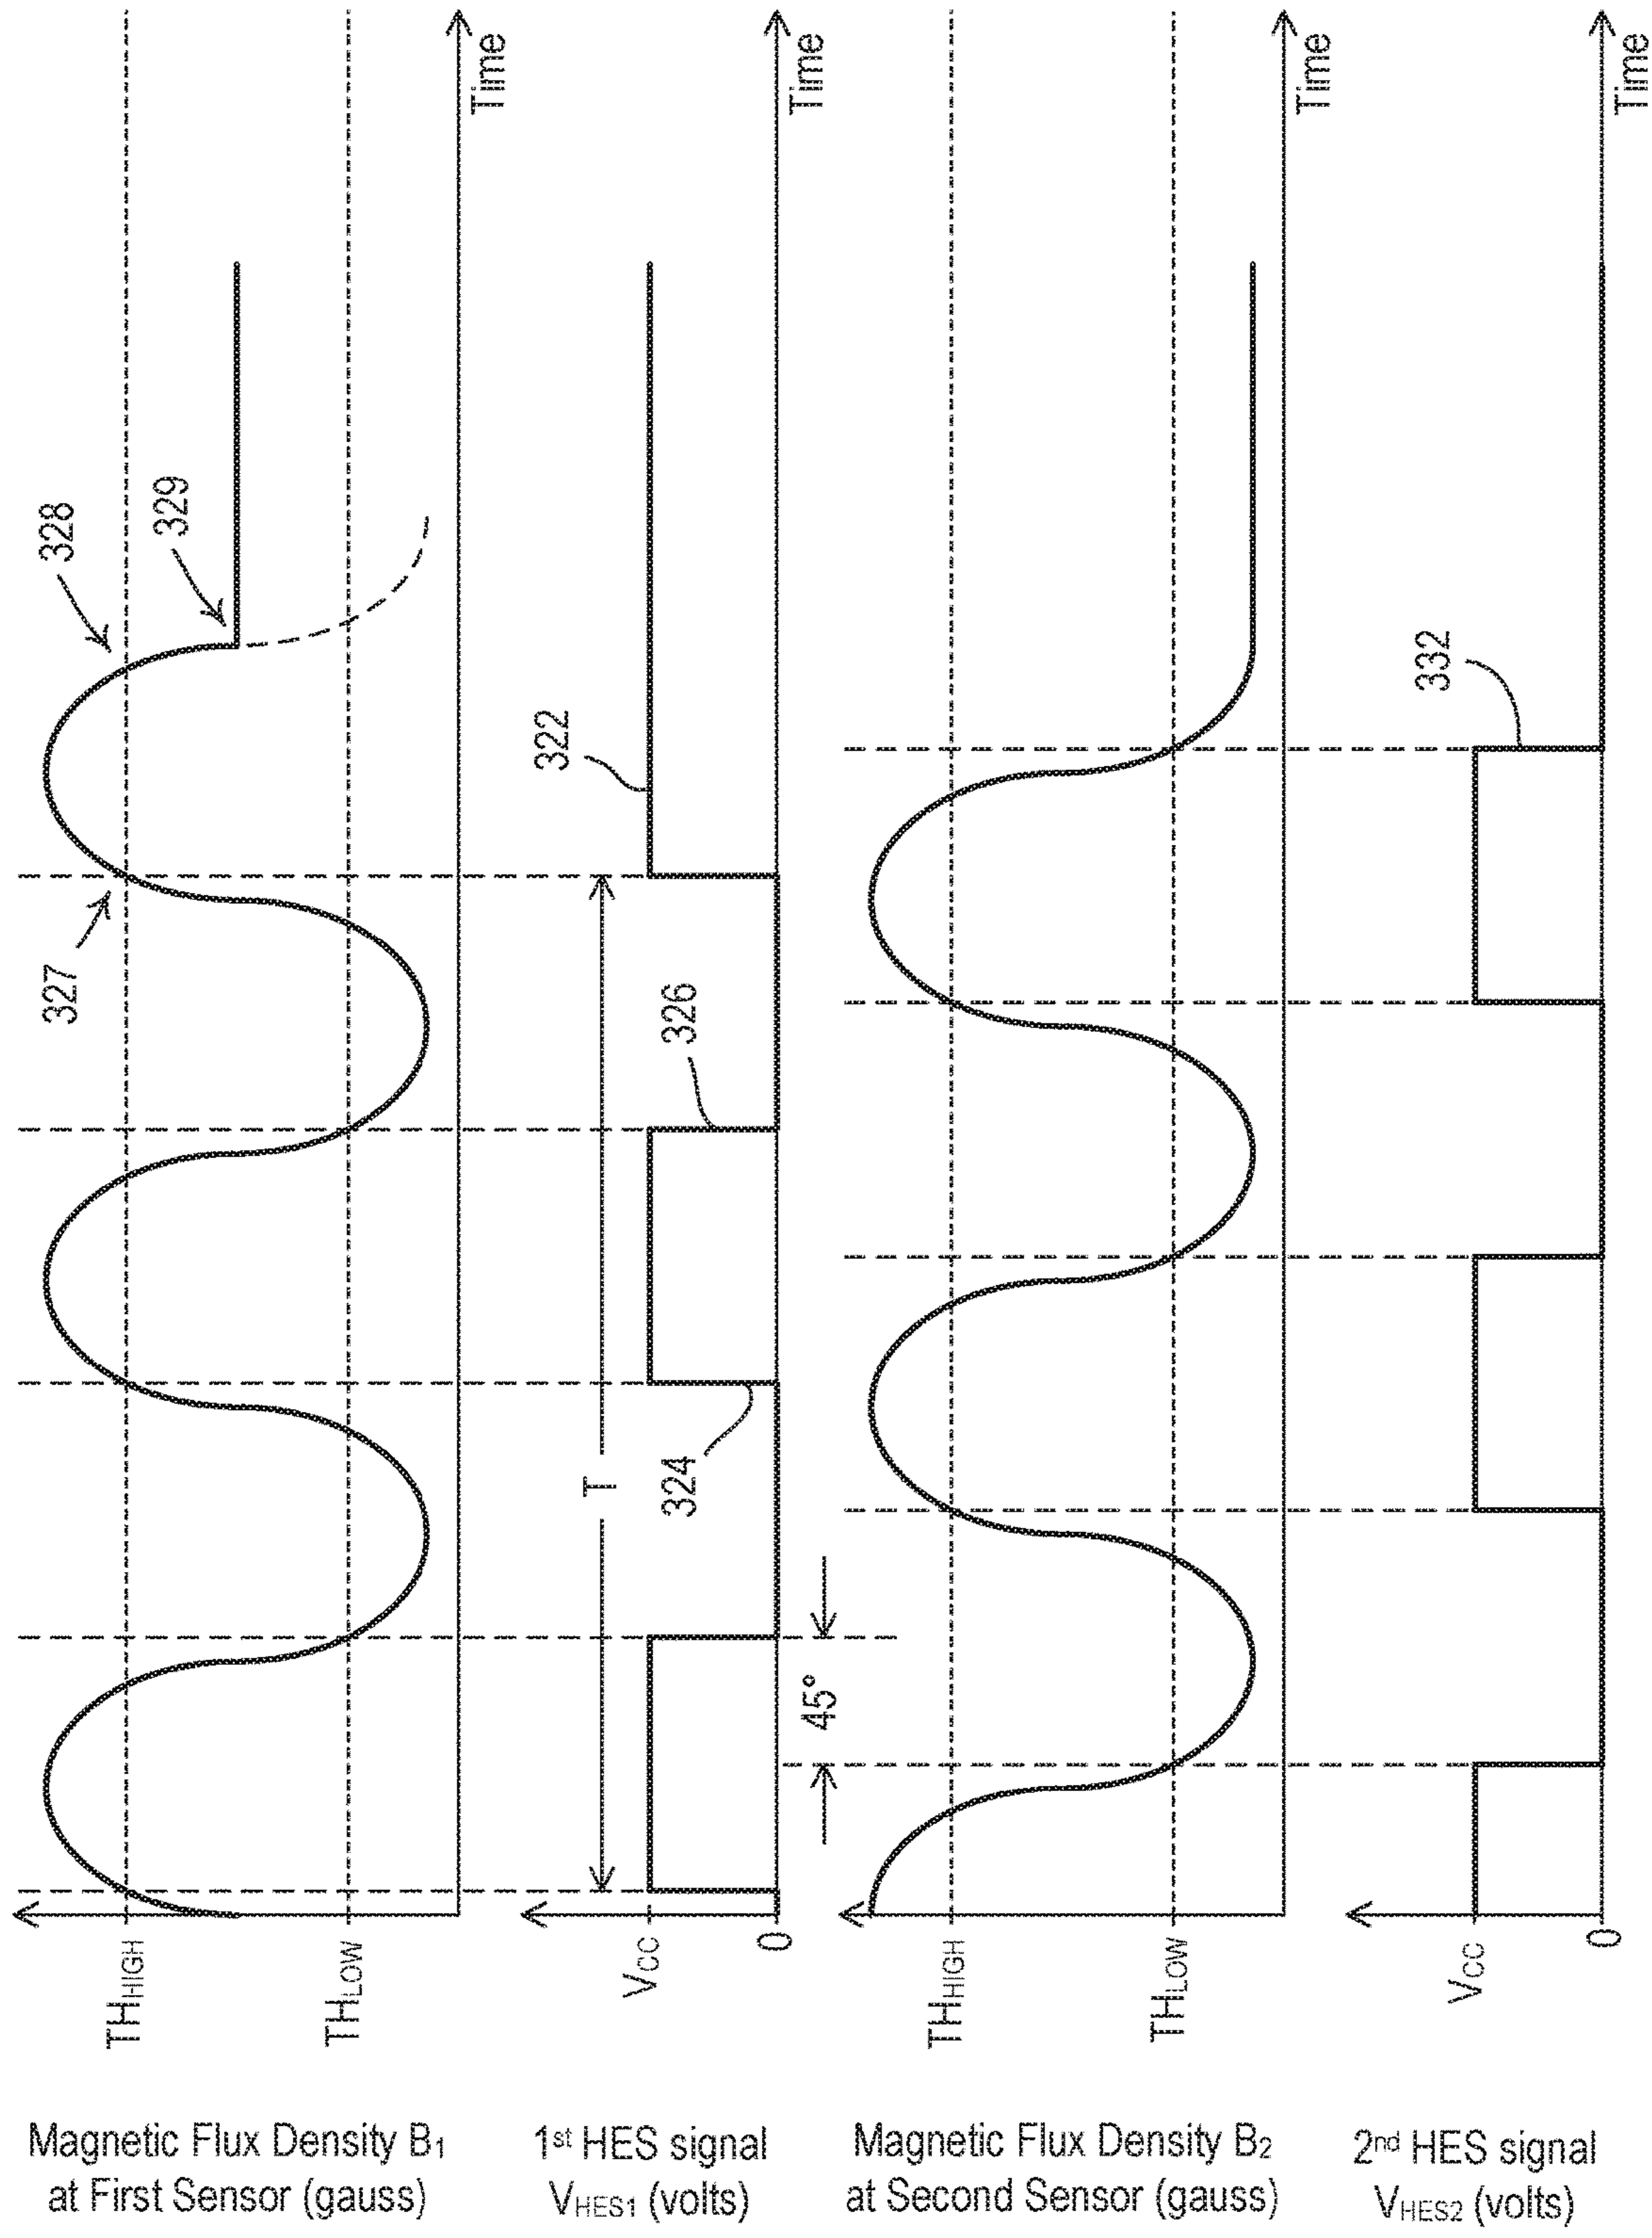 328
329
327
Time
TH_HIGH
TH_LOW
Magnetic Flux Density B₁
at First Sensor (gauss)
322
326
T
324
Time
V_CC
0
1st HES signal
V_HES1 (volts)
45°
Time
TH_HIGH
TH_LOW
Magnetic Flux Density B₂
at Second Sensor (gauss)
332
Time
V_CC
0
2nd HES signal
V_HES2 (volts)